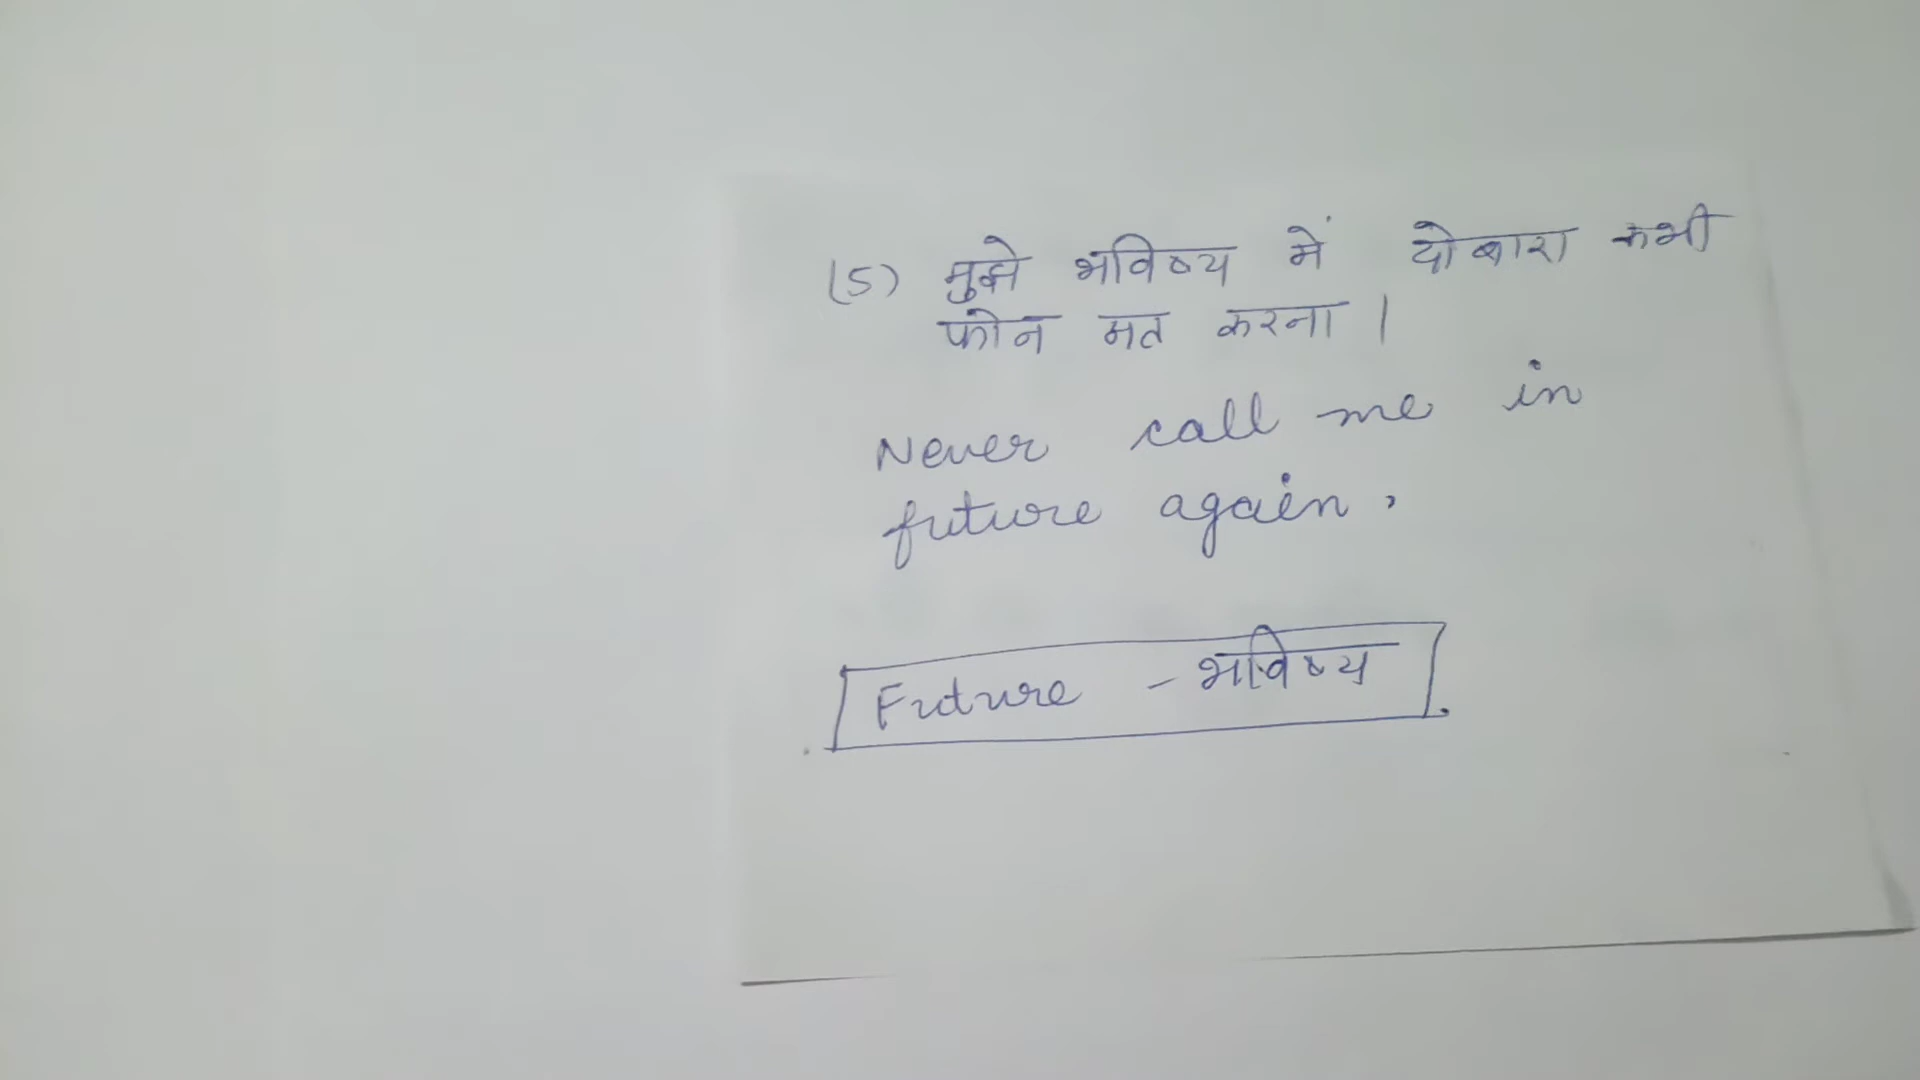 (5) मुझे भविष्य में दोबारा कभी
फोन मत करना।
Never call me in
future again.
Future - भविष्य